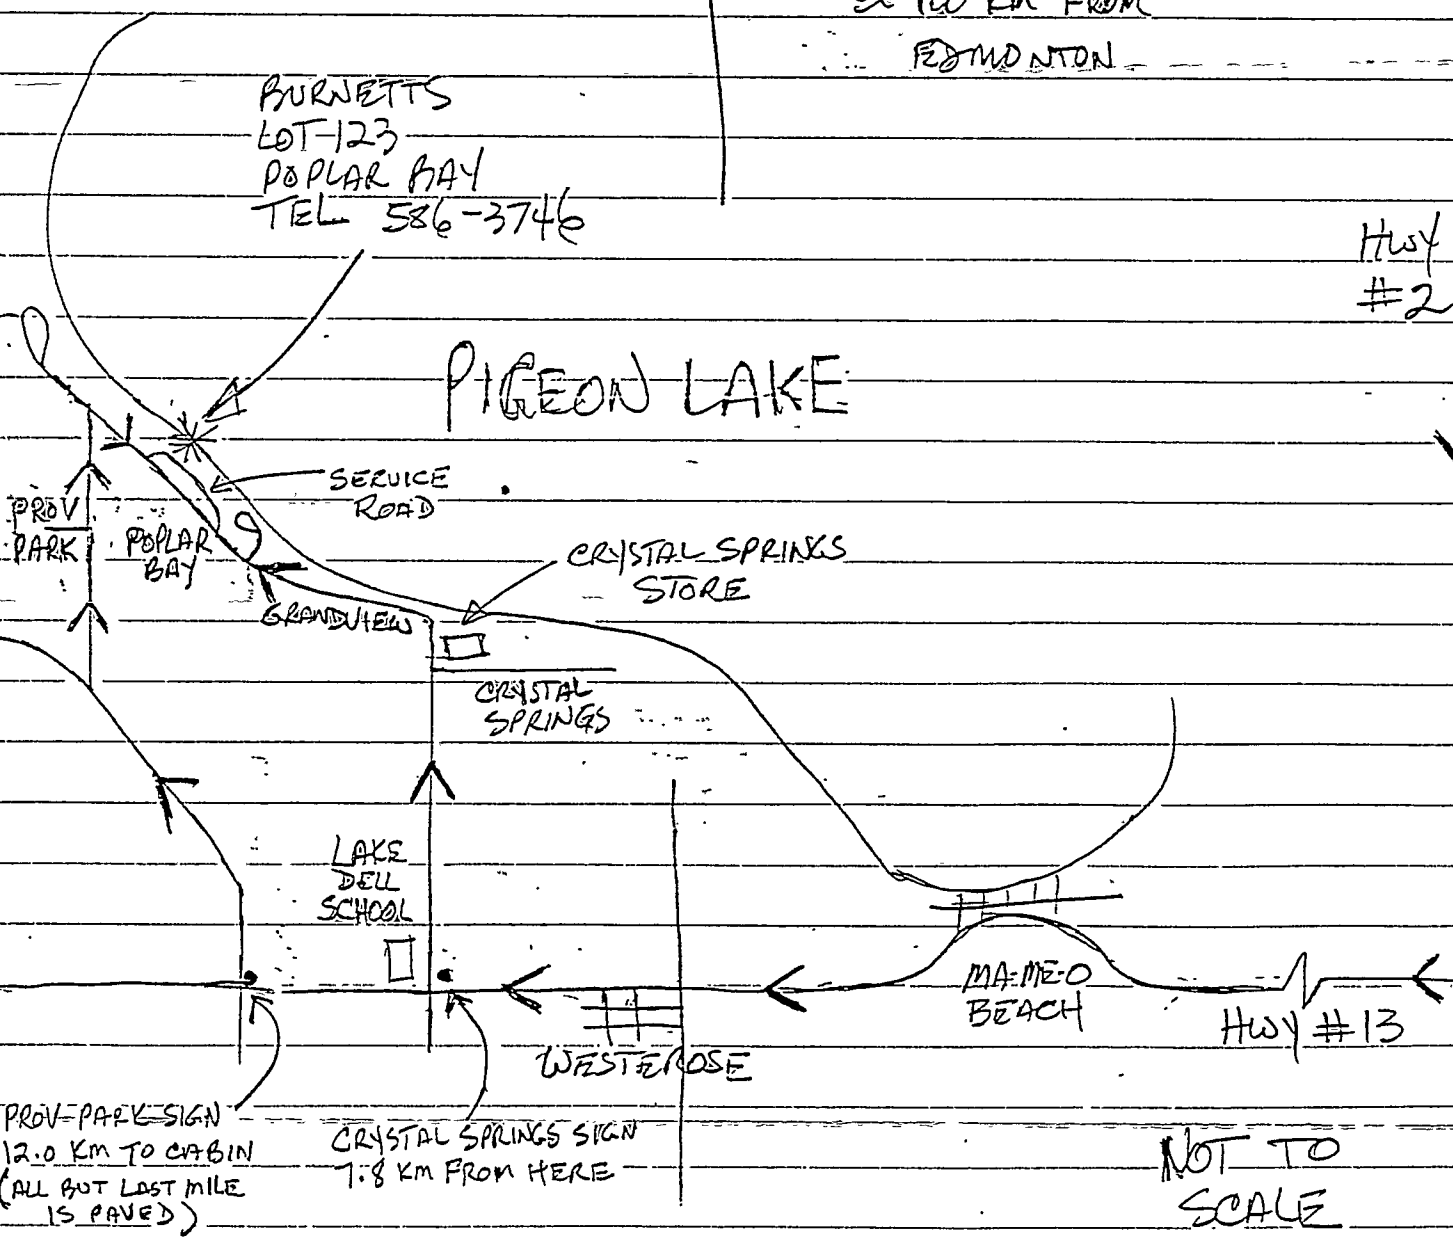 KM FROM
EDMONTON
BURNETTS
LOT-123
POPLAR BAY
TEL 586-3746
HWY
#2
PIGEON LAKE
SERVICE
ROAD
PROV
PARK
POPLAR
BAY
CRYSTAL SPRINGS
STORE
GRANDVIEW
CRYSTAL
SPRINGS
LAKE
DELL
SCHOOL
MA-ME-O
BEACH
HWY #13
WESTEROSE
PROV-PARK-SIGN
12.0 KM TO CABIN
(ALL BUT LAST MILE
IS PAVED)
CRYSTAL SPRINGS SIGN
7.8 KM FROM HERE
NOT TO
SCALE